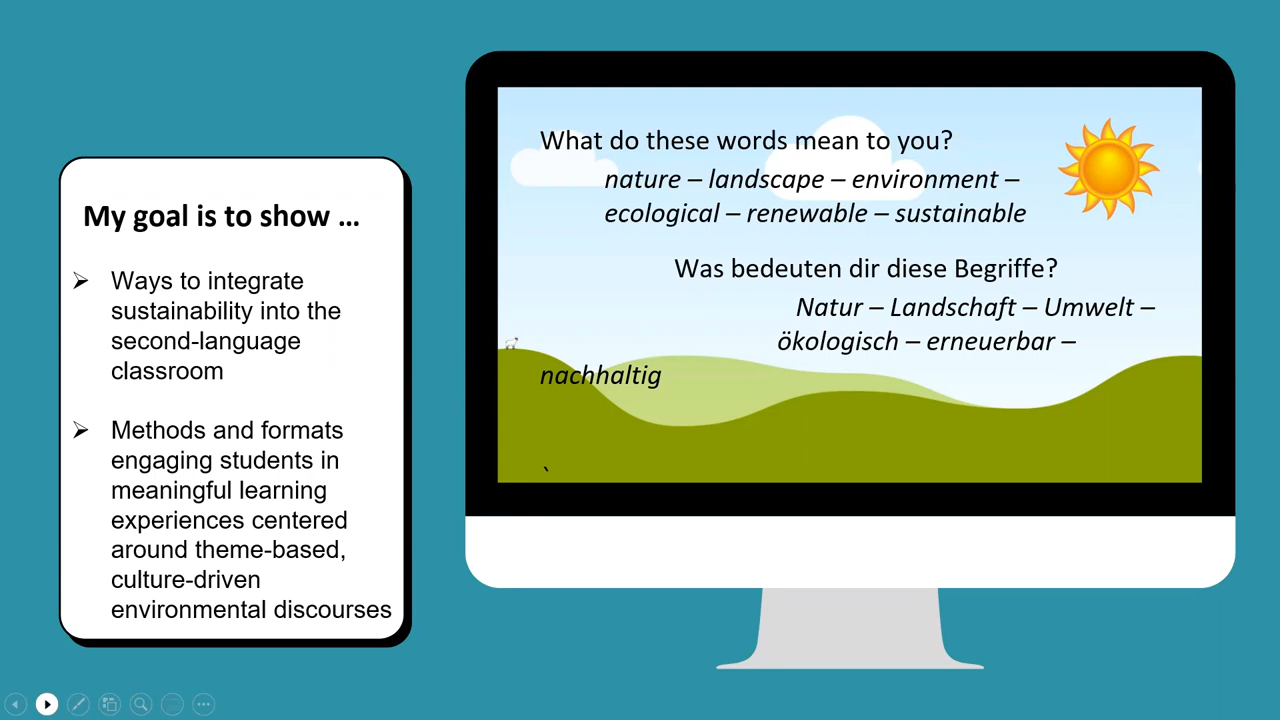 My goal is to show ...
Ways to integrate
sustainability into the
second-language
classroom
Methods and formats
engaging students in
meaningful learning
experiences centered
around theme-based,
culture-driven
environmental discourses
What do these words mean to you?
nature – landscape – environment –
ecological – renewable – sustainable
Was bedeuten dir diese Begriffe?
Natur – Landschaft – Umwelt –
ökologisch – erneuerbar –
nachhaltig
`